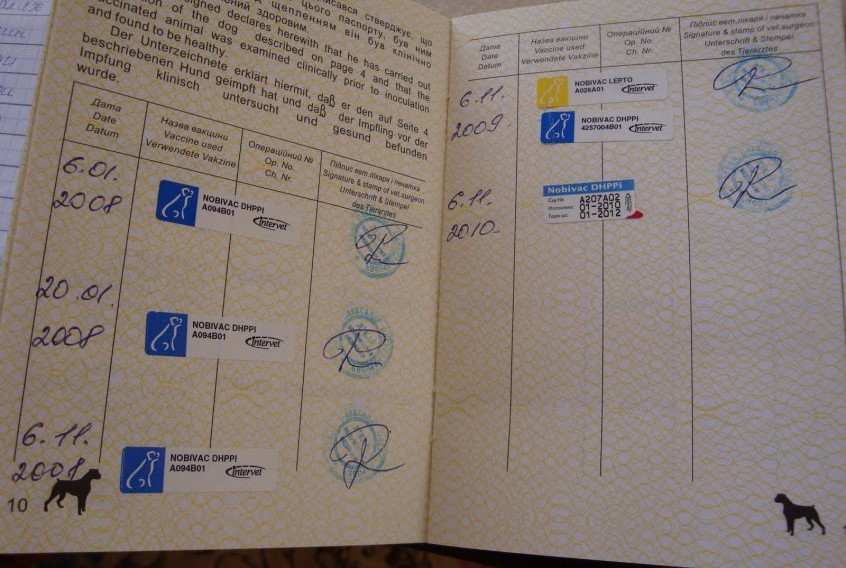 писався стверджує, що
цього паспорту, був ним
щепленням він був клінічно
ний здоровим.
signed declares herewith that he has carried out
of the dog described on page 4 and that the
vaccinated animal was examined clinically prior to inoculation
and found to be healthy.
Der Unterzeichnete erklärt hiermit, daß er den auf Seite 4
beschriebenen Hund geimpft hat und daß der Impfling vor der
Impfung klinisch untersucht und gesund befunden
wurde.
Дата
Date
Datum
Назва вакцини
Vaccine used
Verwendete Vakzine
Операційний №
Op. No.
Ch. Nr.
Підпис вет.лікаря і печатка
Signature & stamp of vet.surgeon
Unterschrift & Stempel
des Tierarztes
6.01.
2008
NOBIVAC DHPPI
A094B01
Intervet
20.01.
2008
NOBIVAC DHPPI
A094B01
Intervet
6.11.
2008
NOBIVAC DHPPI
A094B01
Intervet
10
Дата
Date
Datum
Назва вакцини
Vaccine used
Verwendete Vakzine
Операційний №
Op. No.
Ch. Nr.
Підпис вет.лікаря і печатка
Signature & stamp of vet.surgeon
Unterschrift & Stempel
des Tierarztes
6.11.
2009
NOBIVAC LEPTO
A026A01
Intervet
NOBIVAC DHPPI
4257004B01
Intervet
6.11.
2010
Nobivac DHPPi
A207A02
01-2010
01-2012